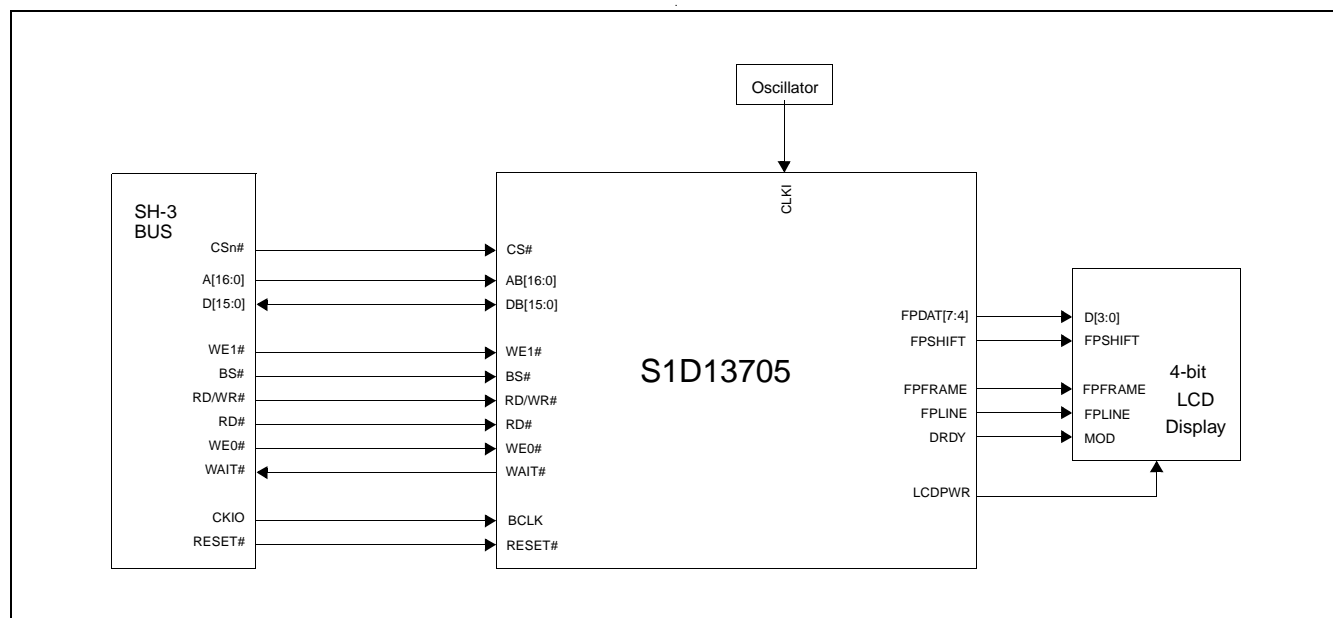 Oscillator
CLKI
SH-3
BUS
CSn#
A[16:0]
D[15:0]
WE1#
BS#
RD/WR#
RD#
WE0#
WAIT#
CKIO
RESET#
CS#
AB[16:0]
DB[15:0]
WE1#
BS#
RD/WR#
RD#
WE0#
WAIT#
BCLK
RESET#
S1D13705
FPDAT[7:4]
FPSHIFT
FPFRAME
FPLINE
DRDY
LCDPWR
D[3:0]
FPSHIFT
FPFRAME
FPLINE
MOD
4-bit
LCD
Display